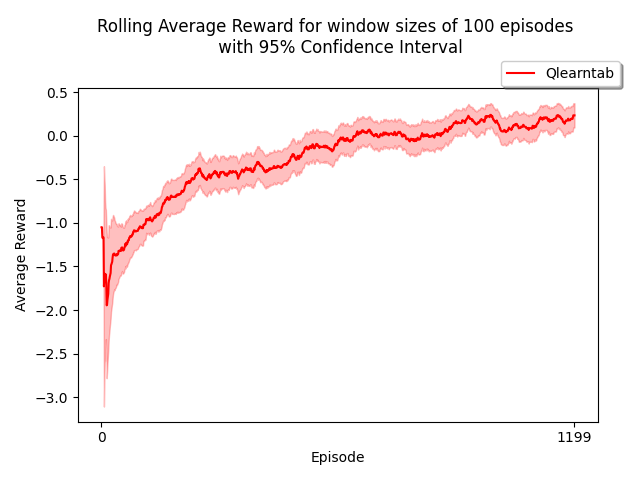 Rolling Average Reward for window sizes of 100 episodes
with 95% Confidence Interval
Qlearntab
0.5
0.0
−0.5
−1.0
−1.5
−2.0
−2.5
−3.0
Average Reward
0
1199
Episode